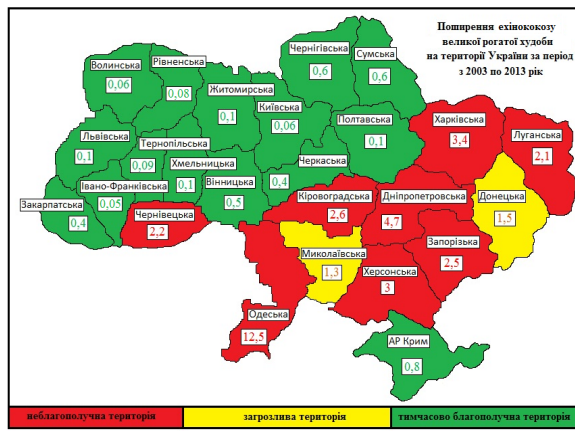 Поширення ехінококозу
великої рогатої худоби
на території України за період
з 2003 по 2013 рік
Волинська
0,06
Рівненська
0,08
Житомирська
0,1
Чернігівська
0,6
Сумська
0,6
Київська
0,06
Полтавська
0,1
Харківська
3,4
Луганська
2,1
Львівська
0,1
Тернопільська
0,09
Хмельницька
0,1
Вінницька
0,5
Черкаська
0,4
Івано-Франківська
0,05
Закарпатська
0,4
Чернівецька
2,2
Кіровоградська
2,6
Дніпропетровська
4,7
Донецька
1,5
Запорізька
2,5
Миколаївська
1,3
Херсонська
3
Одеська
12,5
АР Крим
0,8
неблагополучна територія
загрозлива територія
тимчасово благополучна територія